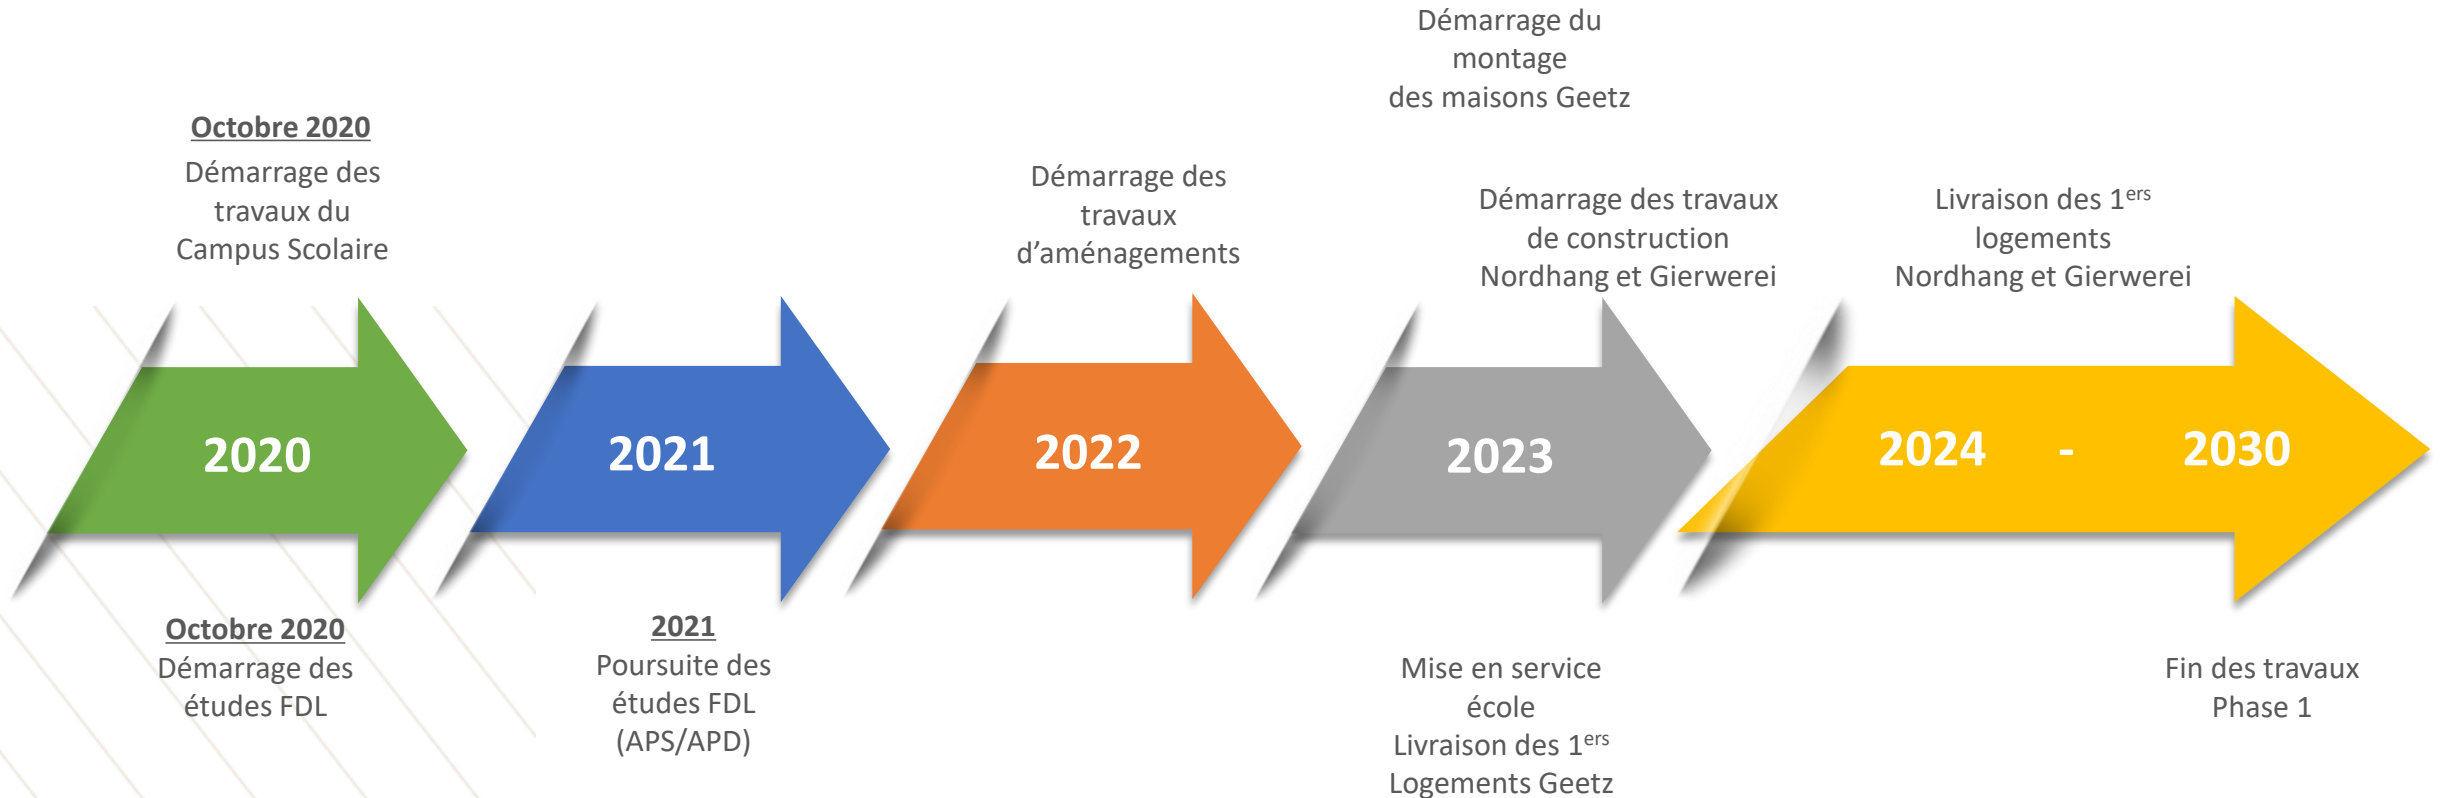 Octobre 2020
Démarrage des
travaux du
Campus Scolaire
2020
Octobre 2020
Démarrage des
études FDL
2021
2021
Poursuite des
études FDL
(APS/APD)
Démarrage des
travaux
d’aménagements
2022
Démarrage du
montage
des maisons Geetz
Démarrage des travaux
de construction
Nordhang et Gierwerei
2023
Mise en service
école
Livraison des 1ers
Logements Geetz
Livraison des 1ers
logements
Nordhang et Gierwerei
2024 - 2030
Fin des travaux
Phase 1